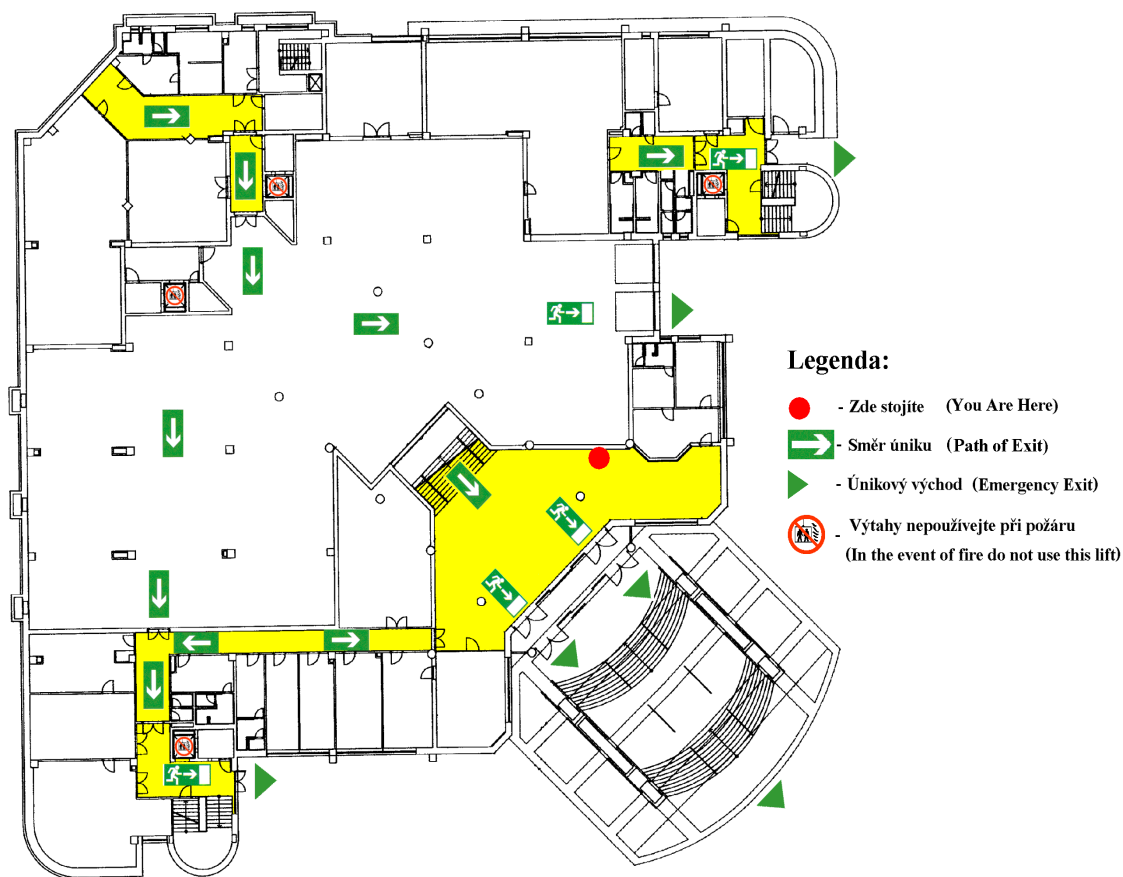 Legenda:
- Zde stojíte (You Are Here)
- Směr úniku (Path of Exit)
- Únikový východ (Emergency Exit)
- Výtahy nepoužívejte při požáru
(In the event of fire do not use this lift)